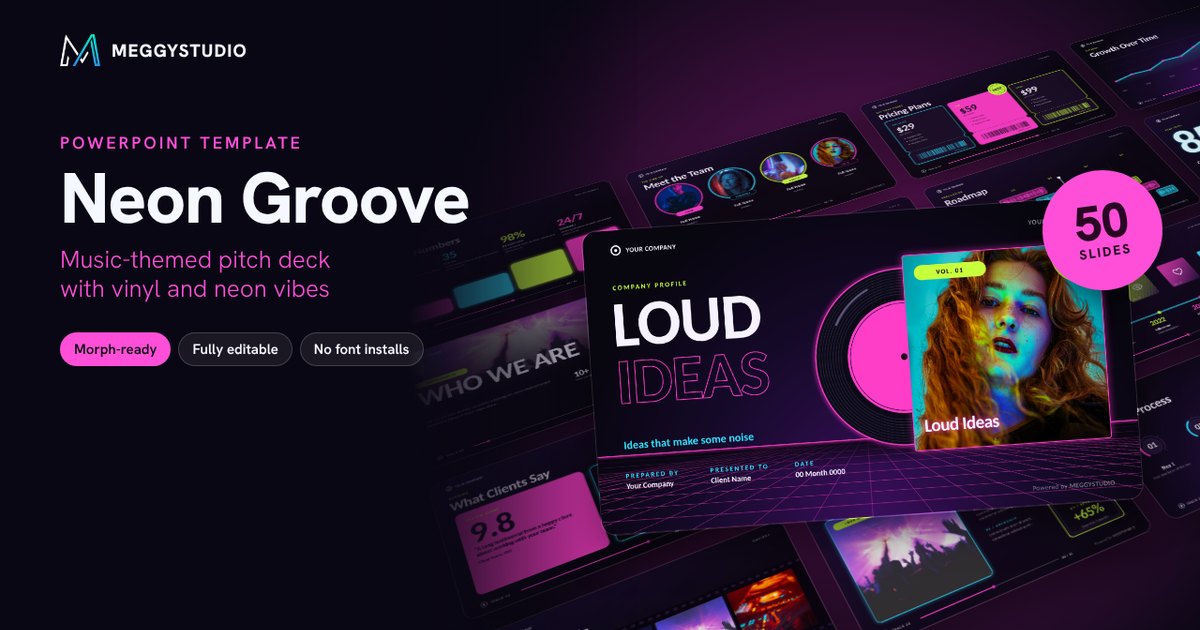 MEGGYSTUDIO
POWERPOINT TEMPLATE
Neon Groove
Music-themed pitch deck
with vinyl and neon vibes
Morph-ready
Fully editable
No font installs
50
SLIDES
YOUR COMPANY
COMPANY PROFILE
LOUD
IDEAS
Ideas that make some noise
PREPARED BY
Your Company
PRESENTED TO
Client Name
DATE
00 Month 0000
VOL. 01
Loud Ideas
Powered by MEGGYSTUDIO
Meet the Team
Pricing Plans
$29
$59
$99
Growth Over Time
Roadmap
35
98%
24/7
WHO WE ARE
10+
What Clients Say
9.8
2022
Process
01
+65%